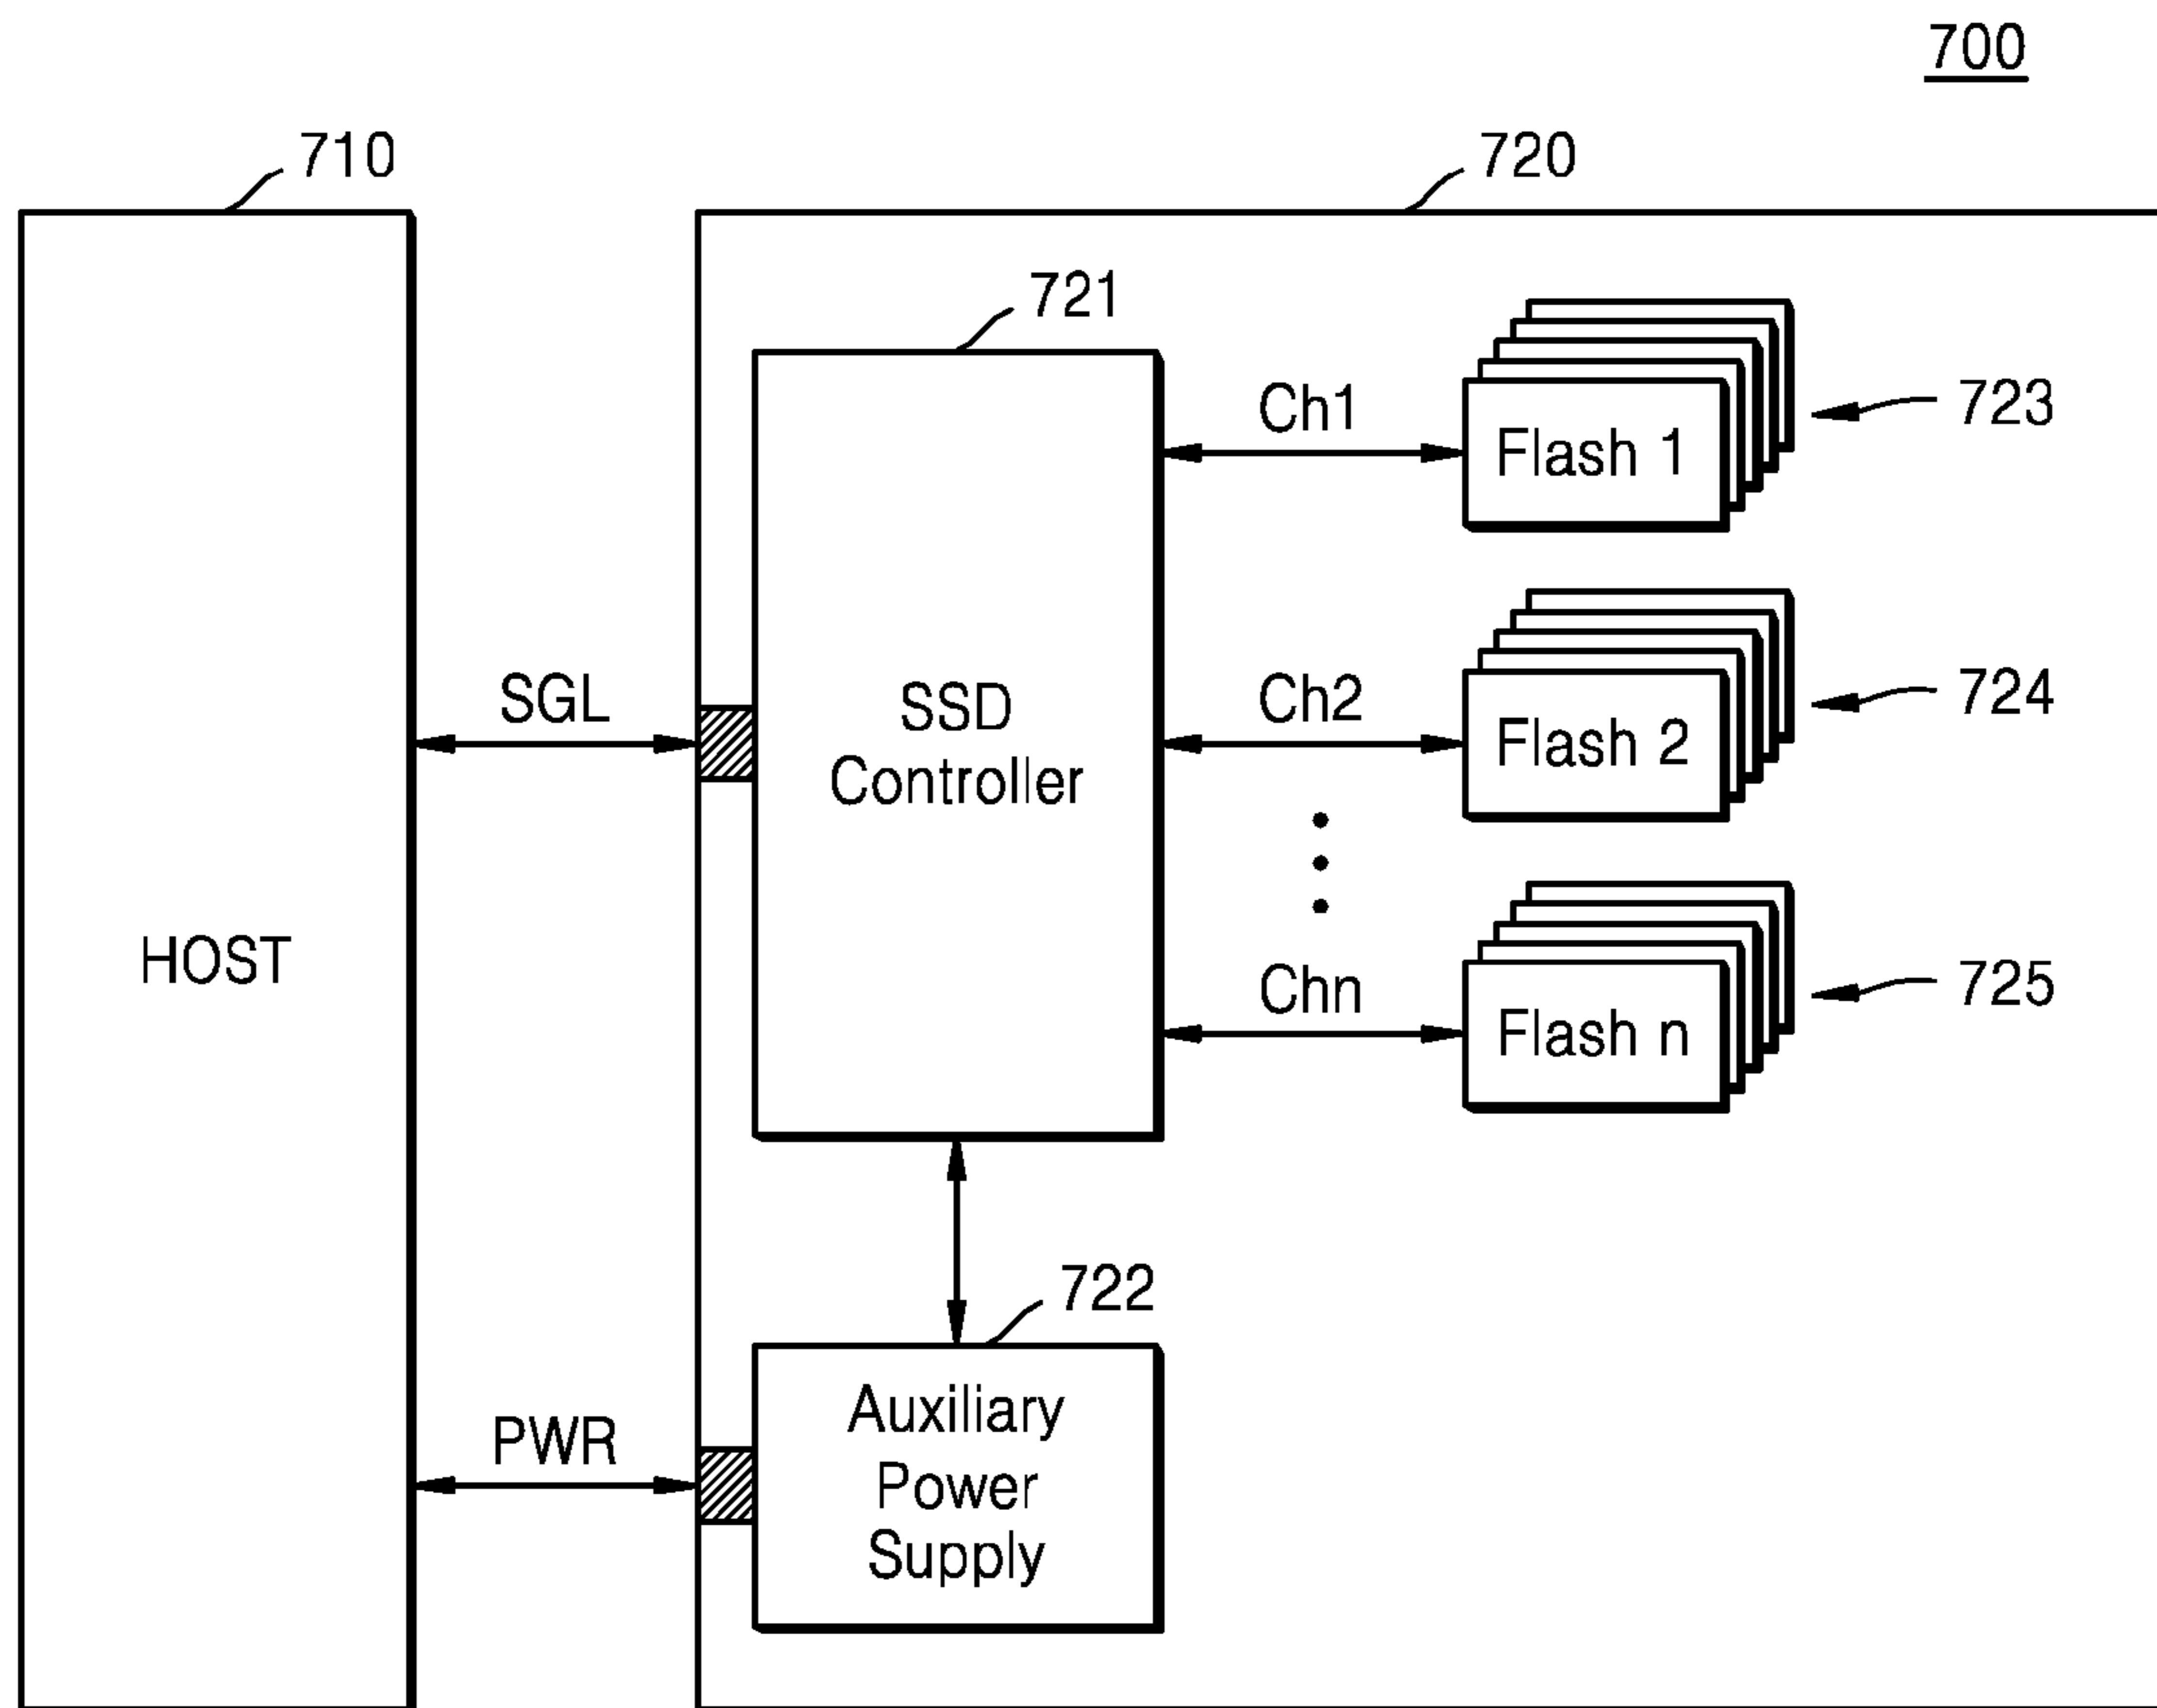 700
710
720
721
Ch1
723
Flash 1
SGL
SSD
Controller
Ch2
724
Flash 2
HOST
Chn
725
Flash n
722
PWR
Auxiliary
Power
Supply